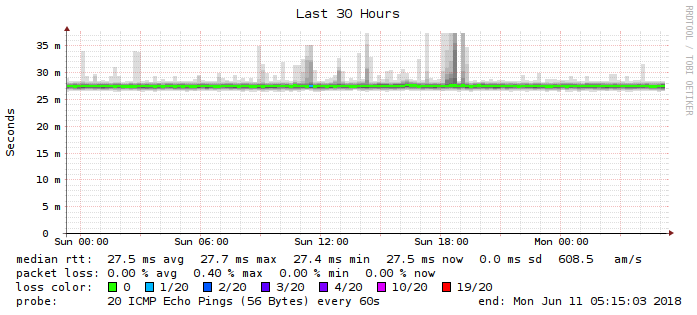 Last 30 Hours
RRDTOOL / TOBI OETIKER
Seconds
35 m
30 m
25 m
20 m
15 m
10 m
5 m
0
Sun 00:00 Sun 06:00 Sun 12:00 Sun 18:00 Mon 00:00
median rtt: 27.5 ms avg 27.7 ms max 27.4 ms min 27.5 ms now 0.0 ms sd 608.5 am/s
packet loss: 0.00 % avg 0.40 % max 0.00 % min 0.00 % now
loss color: 0 1/20 2/20 3/20 4/20 10/20 19/20
probe: 20 ICMP Echo Pings (56 Bytes) every 60s end: Mon Jun 11 05:15:03 2018